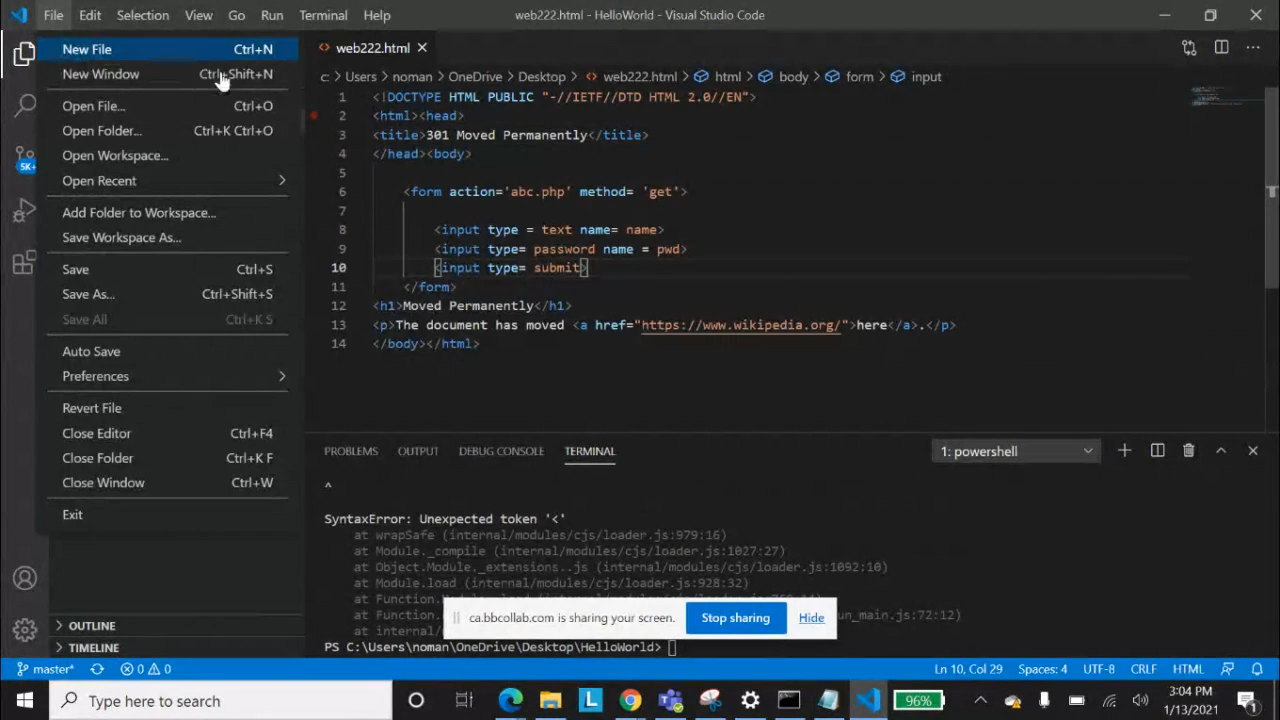 File Edit Selection View Go Run Terminal Help
web222.html - HelloWorld - Visual Studio Code
New File Ctrl+N
New Window Ctrl+Shift+N
Open File... Ctrl+O
Open Folder... Ctrl+K Ctrl+O
Open Workspace...
Open Recent
Add Folder to Workspace...
Save Workspace As...
Save Ctrl+S
Save As... Ctrl+Shift+S
Save All Ctrl+K S
Auto Save
Preferences
Revert File
Close Editor Ctrl+F4
Close Folder Ctrl+K F
Close Window Ctrl+W
Exit
5K+
OUTLINE
TIMELINE
web222.html
c: > Users > noman > OneDrive > Desktop > web222.html > html > body > form > input
1 <!DOCTYPE HTML PUBLIC "-//IETF//DTD HTML 2.0//EN">
2 <html><head>
3 <title>301 Moved Permanently</title>
4 </head><body>
5
6 <form action='abc.php' method= 'get'>
7
8 <input type = text name= name>
9 <input type= password name = pwd>
10 <input type= submit>
11 </form>
12 <h1>Moved Permanently</h1>
13 <p>The document has moved <a href="https://www.wikipedia.org/">here</a>.</p>
14 </body></html>
PROBLEMS OUTPUT DEBUG CONSOLE TERMINAL 1: powershell
^
SyntaxError: Unexpected token '<'
at wrapSafe (internal/modules/cjs/loader.js:979:16)
at Module._compile (internal/modules/cjs/loader.js:1027:27)
at Object.Module._extensions..js (internal/modules/cjs/loader.js:1092:10)
at Module.load (internal/modules/cjs/loader.js:928:32)
at Function.
at Function. un_main.js:72:12)
at internal/
PS C:\Users\noman\OneDrive\Desktop\HelloWorld>
ca.bbcollab.com is sharing your screen. Stop sharing Hide
master* 0 0 Ln 10, Col 29 Spaces: 4 UTF-8 CRLF HTML
Type here to search
96%
3:04 PM
1/13/2021
1